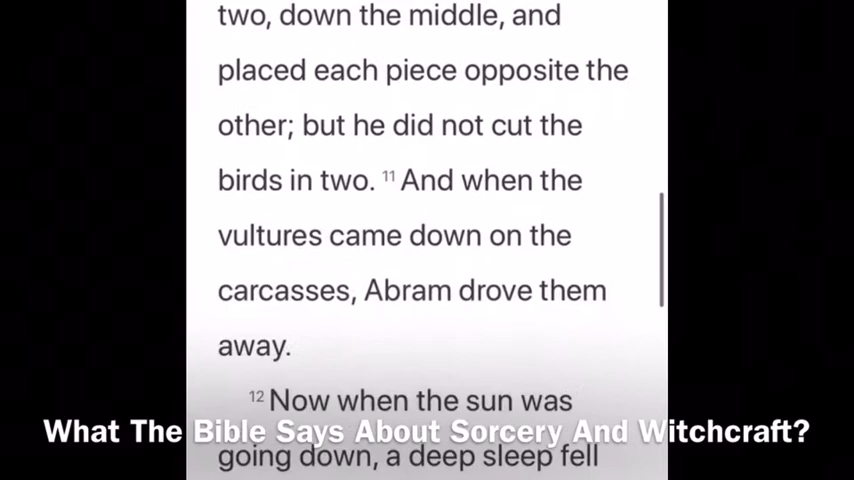 two, down the middle, and
placed each piece opposite the
other; but he did not cut the
birds in two. 11 And when the
vultures came down on the
carcasses, Abram drove them
away.
12 Now when the sun was
What The Bible Says About Sorcery And Witchcraft?
going down, a deep sleep fell